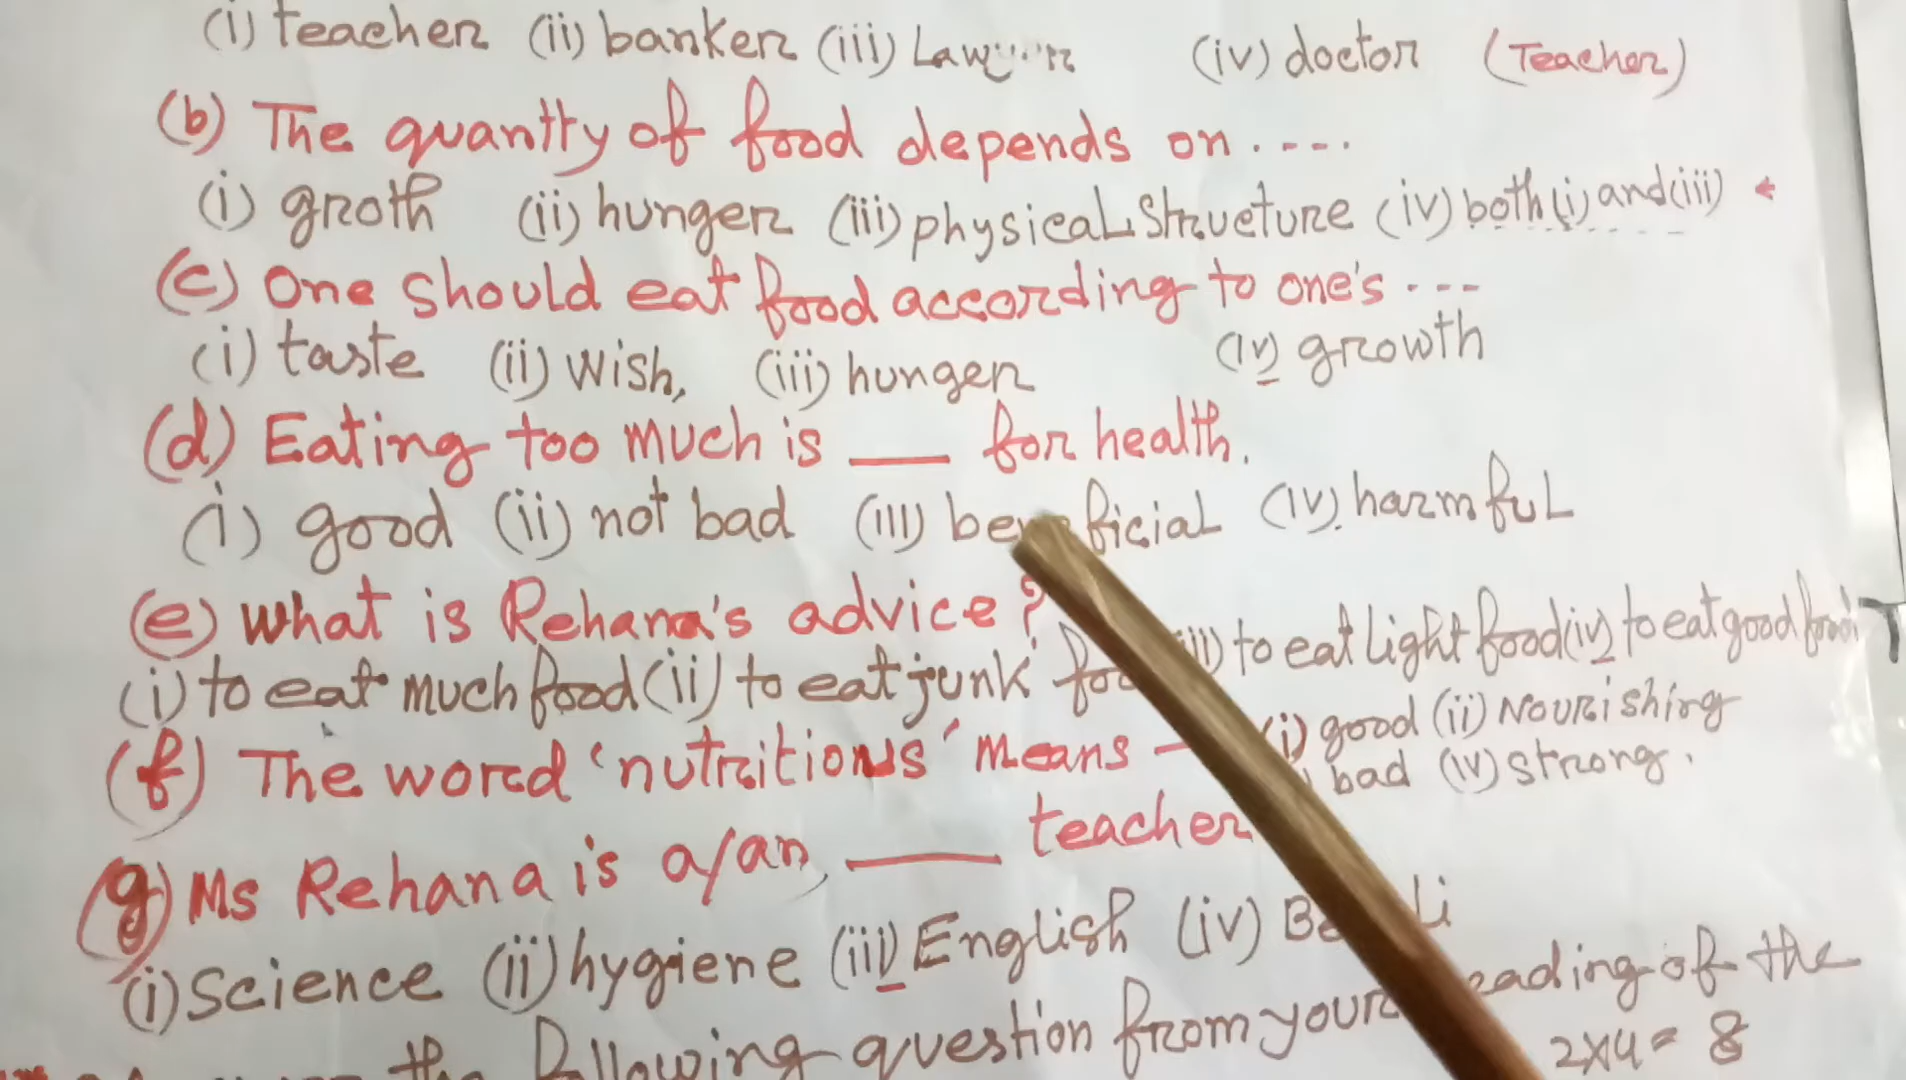 (i) teacher (ii) banker (iii) (iv) doctor (Teacher)
(b) The quantty of food depends on ....
(i) groth (ii) hunger (iii) physical structure (iv) both (i) and (iii)
(c) One should eat food according to one's ---
(i) taste (ii) wish, (iii) hunger (iv) growth
(d) Eating too much is ___ for health.
(i) good (ii) not bad (iii) (iv) harmful
(e) What is Rehana's advice?
(i) to eat much food (ii) to eat junk (iii) to eat light food (iv) to eat good food
(f) The word 'nutritious' means – (i) good (ii) Nourishing
bad (iv) strong.
(g) Ms Rehana is a/an ___ teacher
(i) Science (ii) hygiene (iii) English (iv)
the following question from your reading of the
2x4 = 8